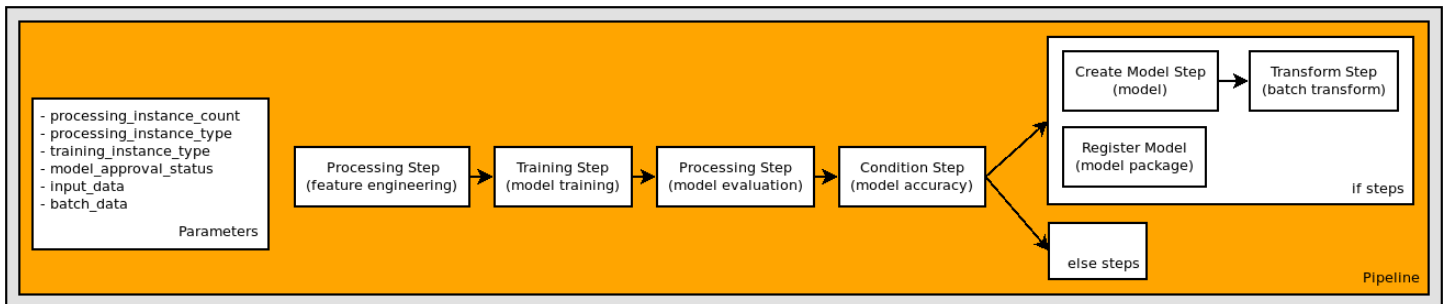 - processing_instance_count
- processing_instance_type
- training_instance_type
- model_approval_status
- input_data
- batch_data
Parameters
Processing Step
(feature engineering)
Training Step
(model training)
Processing Step
(model evaluation)
Condition Step
(model accuracy)
Create Model Step
(model)
Transform Step
(batch transform)
Register Model
(model package)
if steps
else steps
Pipeline